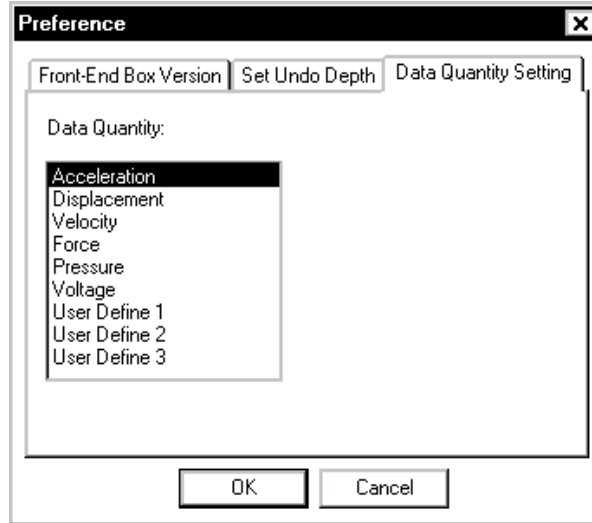 Preference
Front-End Box Version
Set Undo Depth
Data Quantity Setting
Data Quantity:
Acceleration
Displacement
Velocity
Force
Pressure
Voltage
User Define 1
User Define 2
User Define 3
OK
Cancel